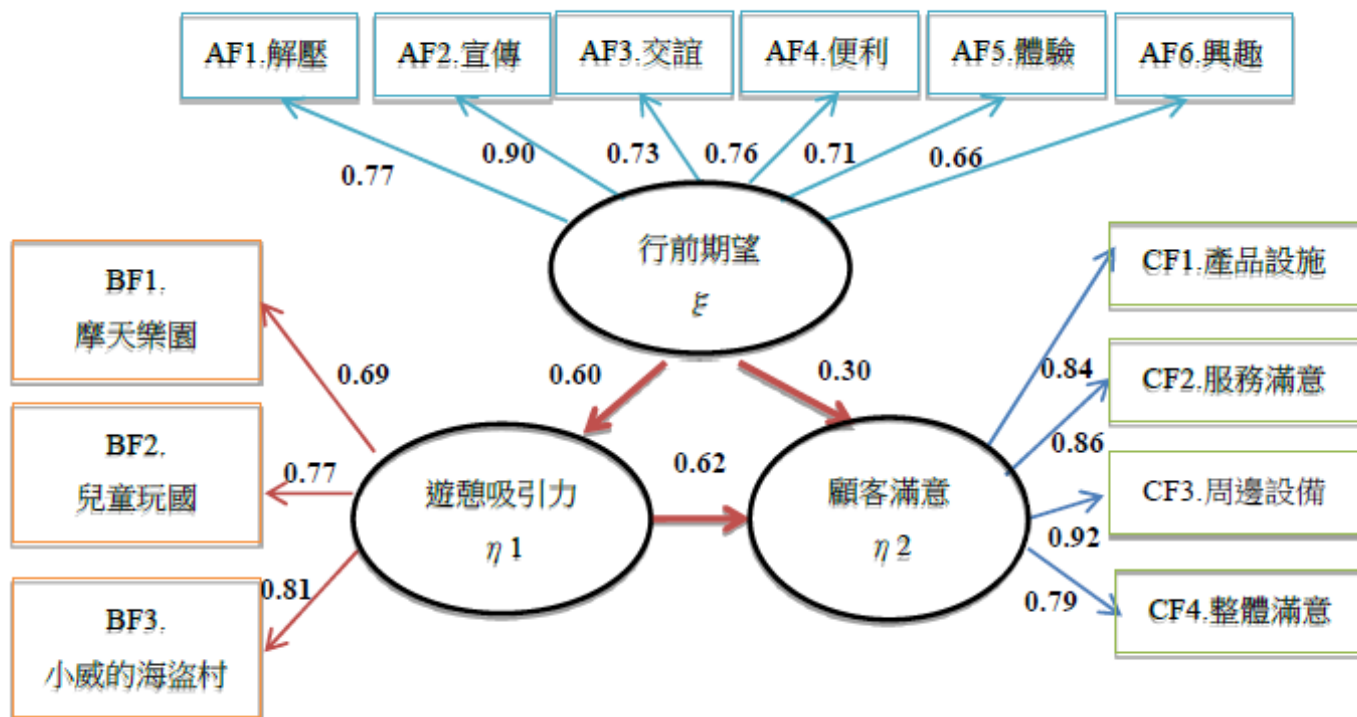 AF1.解壓
AF2.宣傳
AF3.交誼
AF4.便利
AF5.體驗
AF6.興趣
0.77
0.90
0.73
0.76
0.71
0.66
行前期望
ξ
BF1.
摩天樂園
BF2.
兒童玩國
BF3.
小威的海盜村
0.69
0.77
0.81
0.60
0.30
0.62
遊憩吸引力
η 1
顧客滿意
η 2
0.84
0.86
0.92
0.79
CF1.產品設施
CF2.服務滿意
CF3.周邊設備
CF4.整體滿意